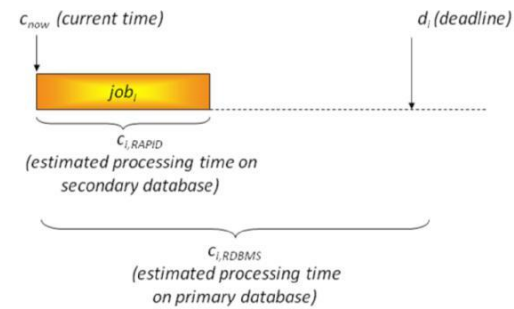 c_now (current time)
d_i (deadline)
job_i
c_i,RAPID
(estimated processing time on
secondary database)
c_i,RDBMS
(estimated processing time
on primary database)